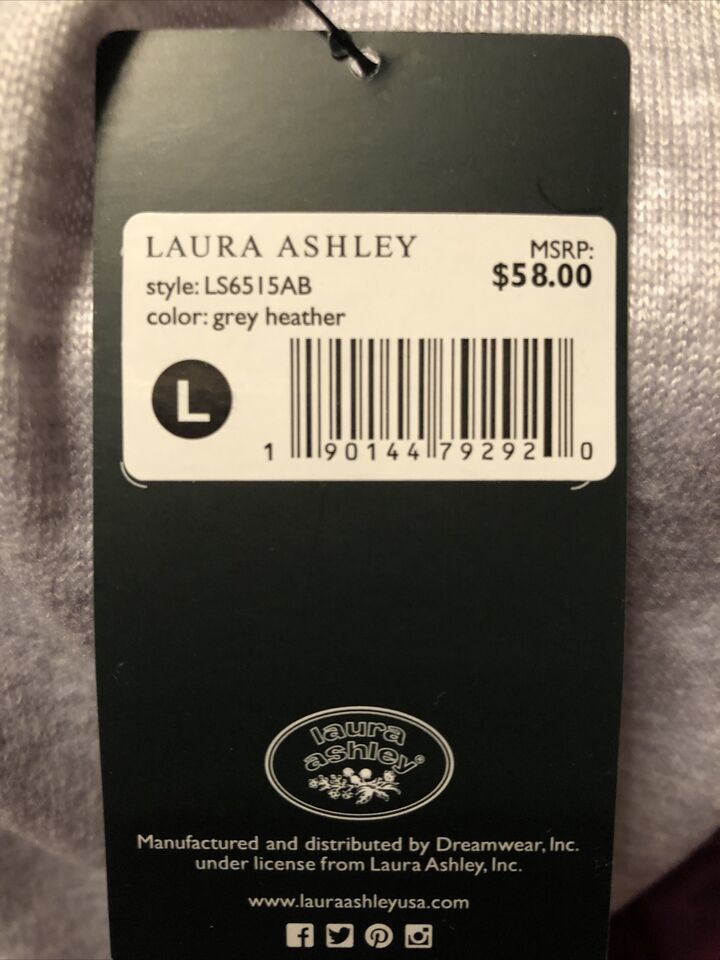 LAURA ASHLEY
MSRP:
$58.00
style: LS6515AB
color: grey heather
L
1 90144 79292 0
laura
ashley®
Manufactured and distributed by Dreamwear, Inc.
under license from Laura Ashley, Inc.
www.lauraashleyusa.com